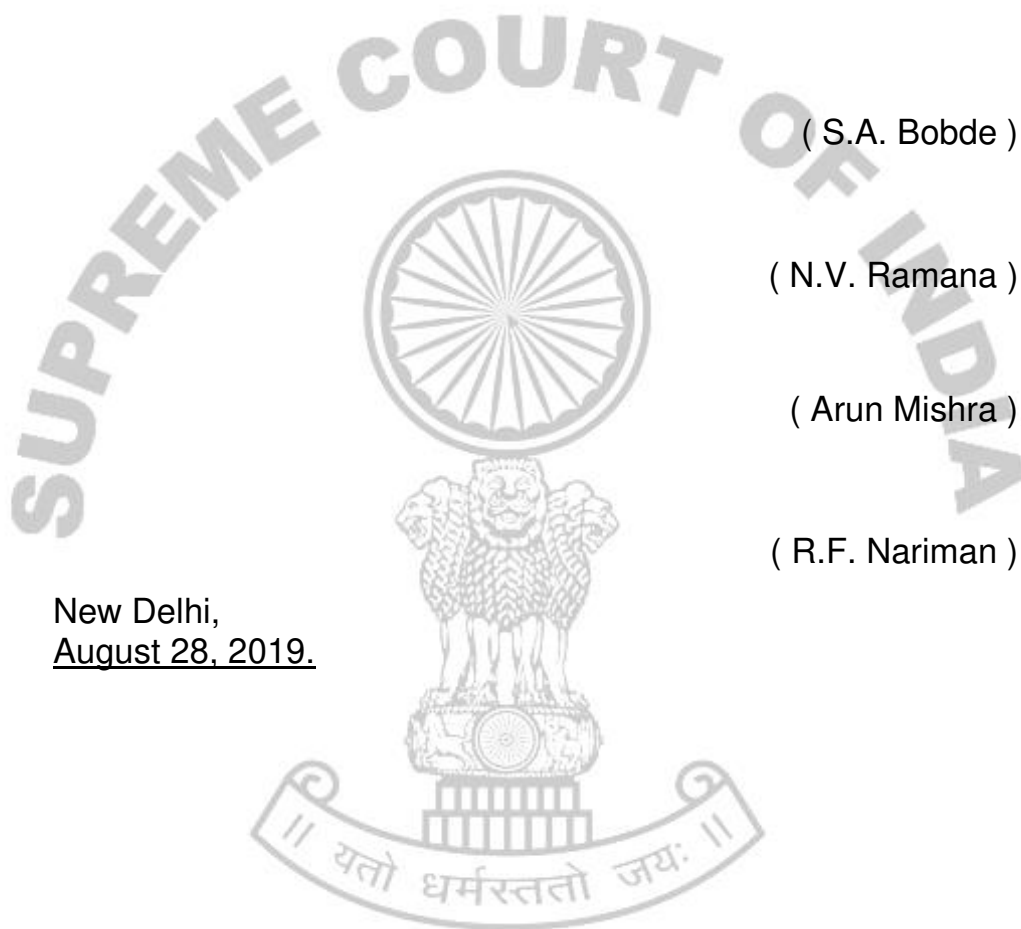 SUPREME COURT OF INDIA
( S.A. Bobde )
( N.V. Ramana )
( Arun Mishra )
( R.F. Nariman )
New Delhi,
August 28, 2019.
॥ यतो धर्मस्ततो जयः ॥